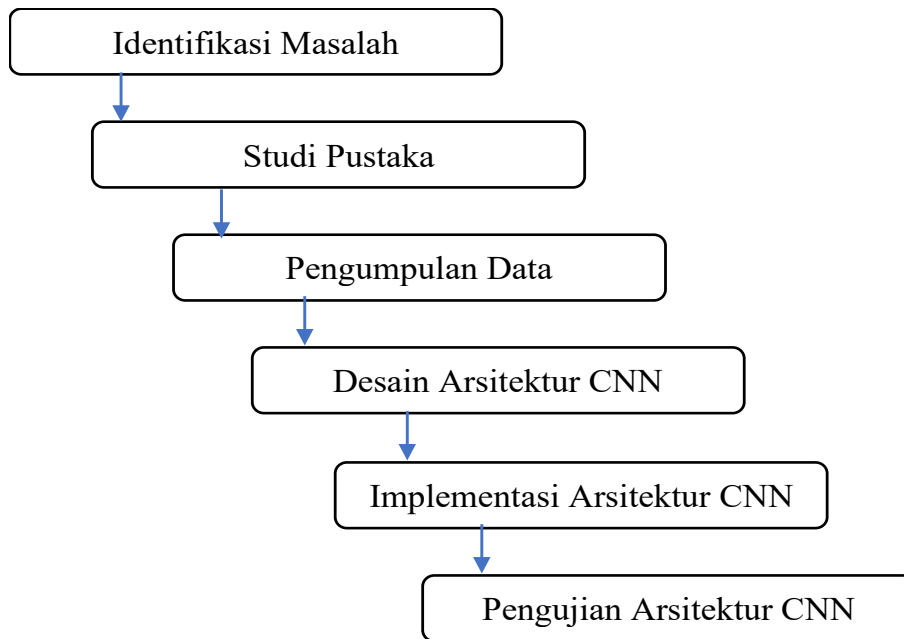 Identifikasi Masalah
Studi Pustaka
Pengumpulan Data
Desain Arsitektur CNN
Implementasi Arsitektur CNN
Pengujian Arsitektur CNN